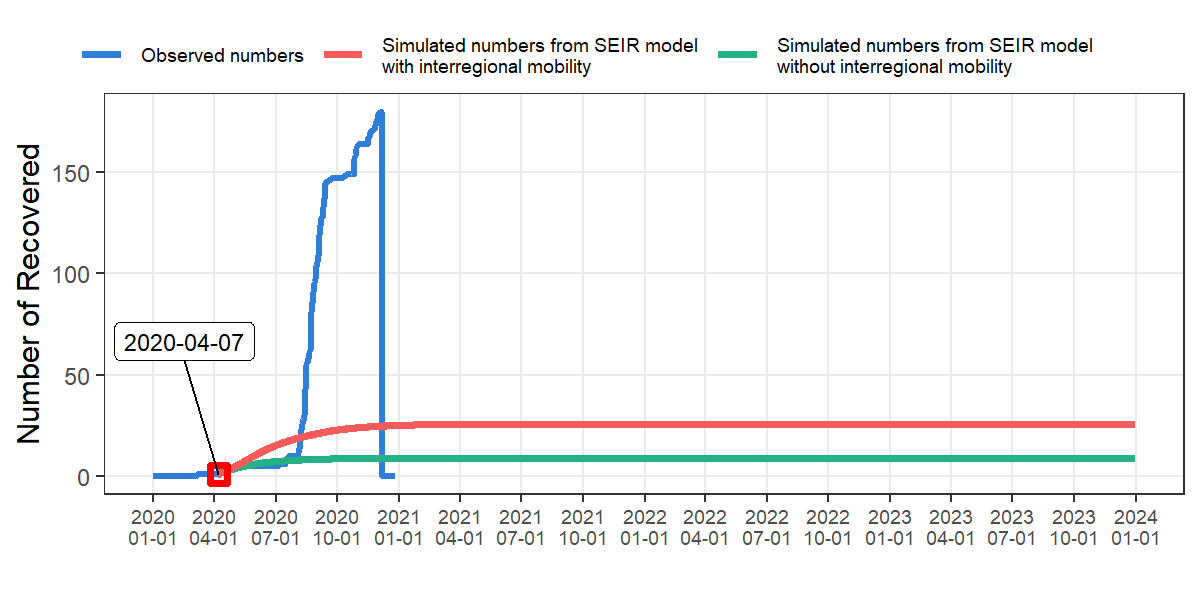 Observed numbers
Simulated numbers from SEIR model
with interregional mobility
Simulated numbers from SEIR model
without interregional mobility
Number of Recovered
150
100
50
0
2020-04-07
2020 2020 2020 2020 2021 2021 2021 2021 2022 2022 2022 2022 2023 2023 2023 2023 2024
01-01 04-01 07-01 10-01 01-01 04-01 07-01 10-01 01-01 04-01 07-01 10-01 01-01 04-01 07-01 10-01 01-01